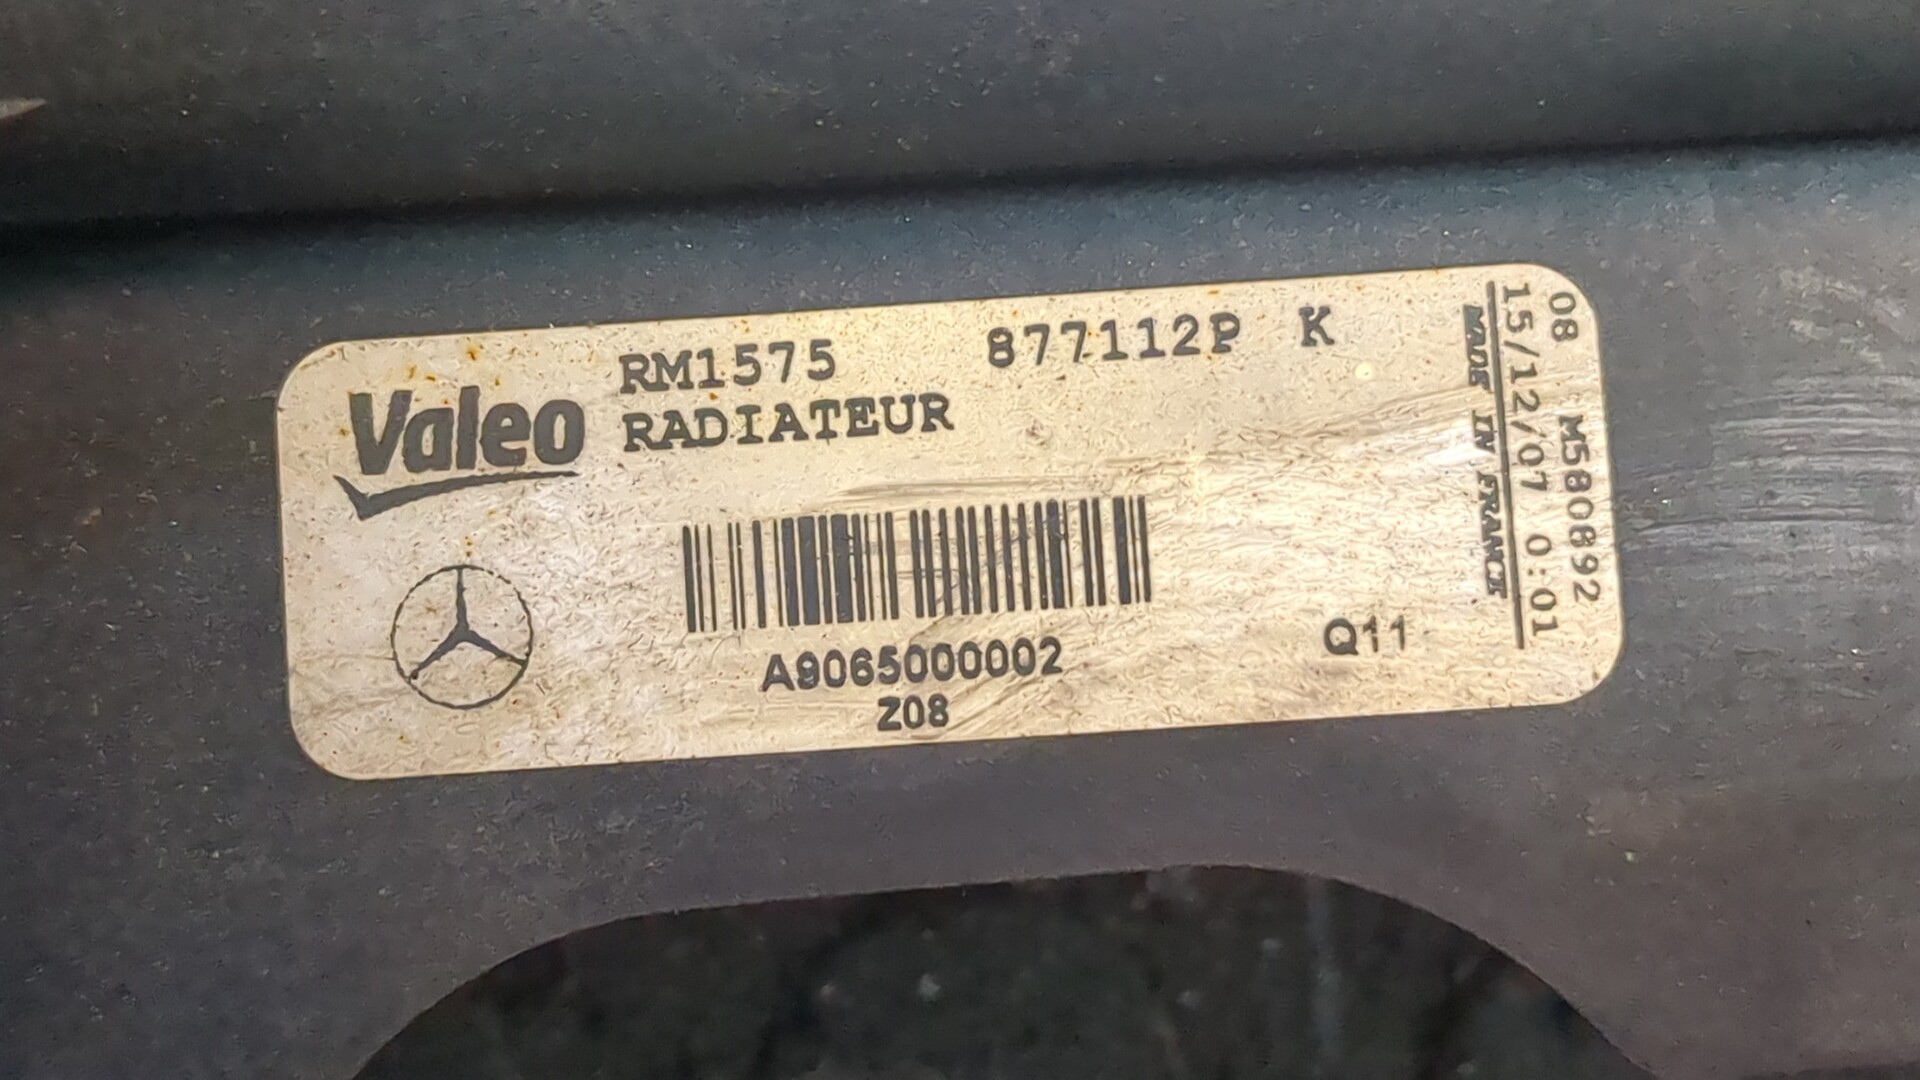 Valeo
RM1575 877112P K
RADIATEUR
A9065000002
Z08
Q11
MADE IN FRANCE
15/12/07 0:01
08 M580892